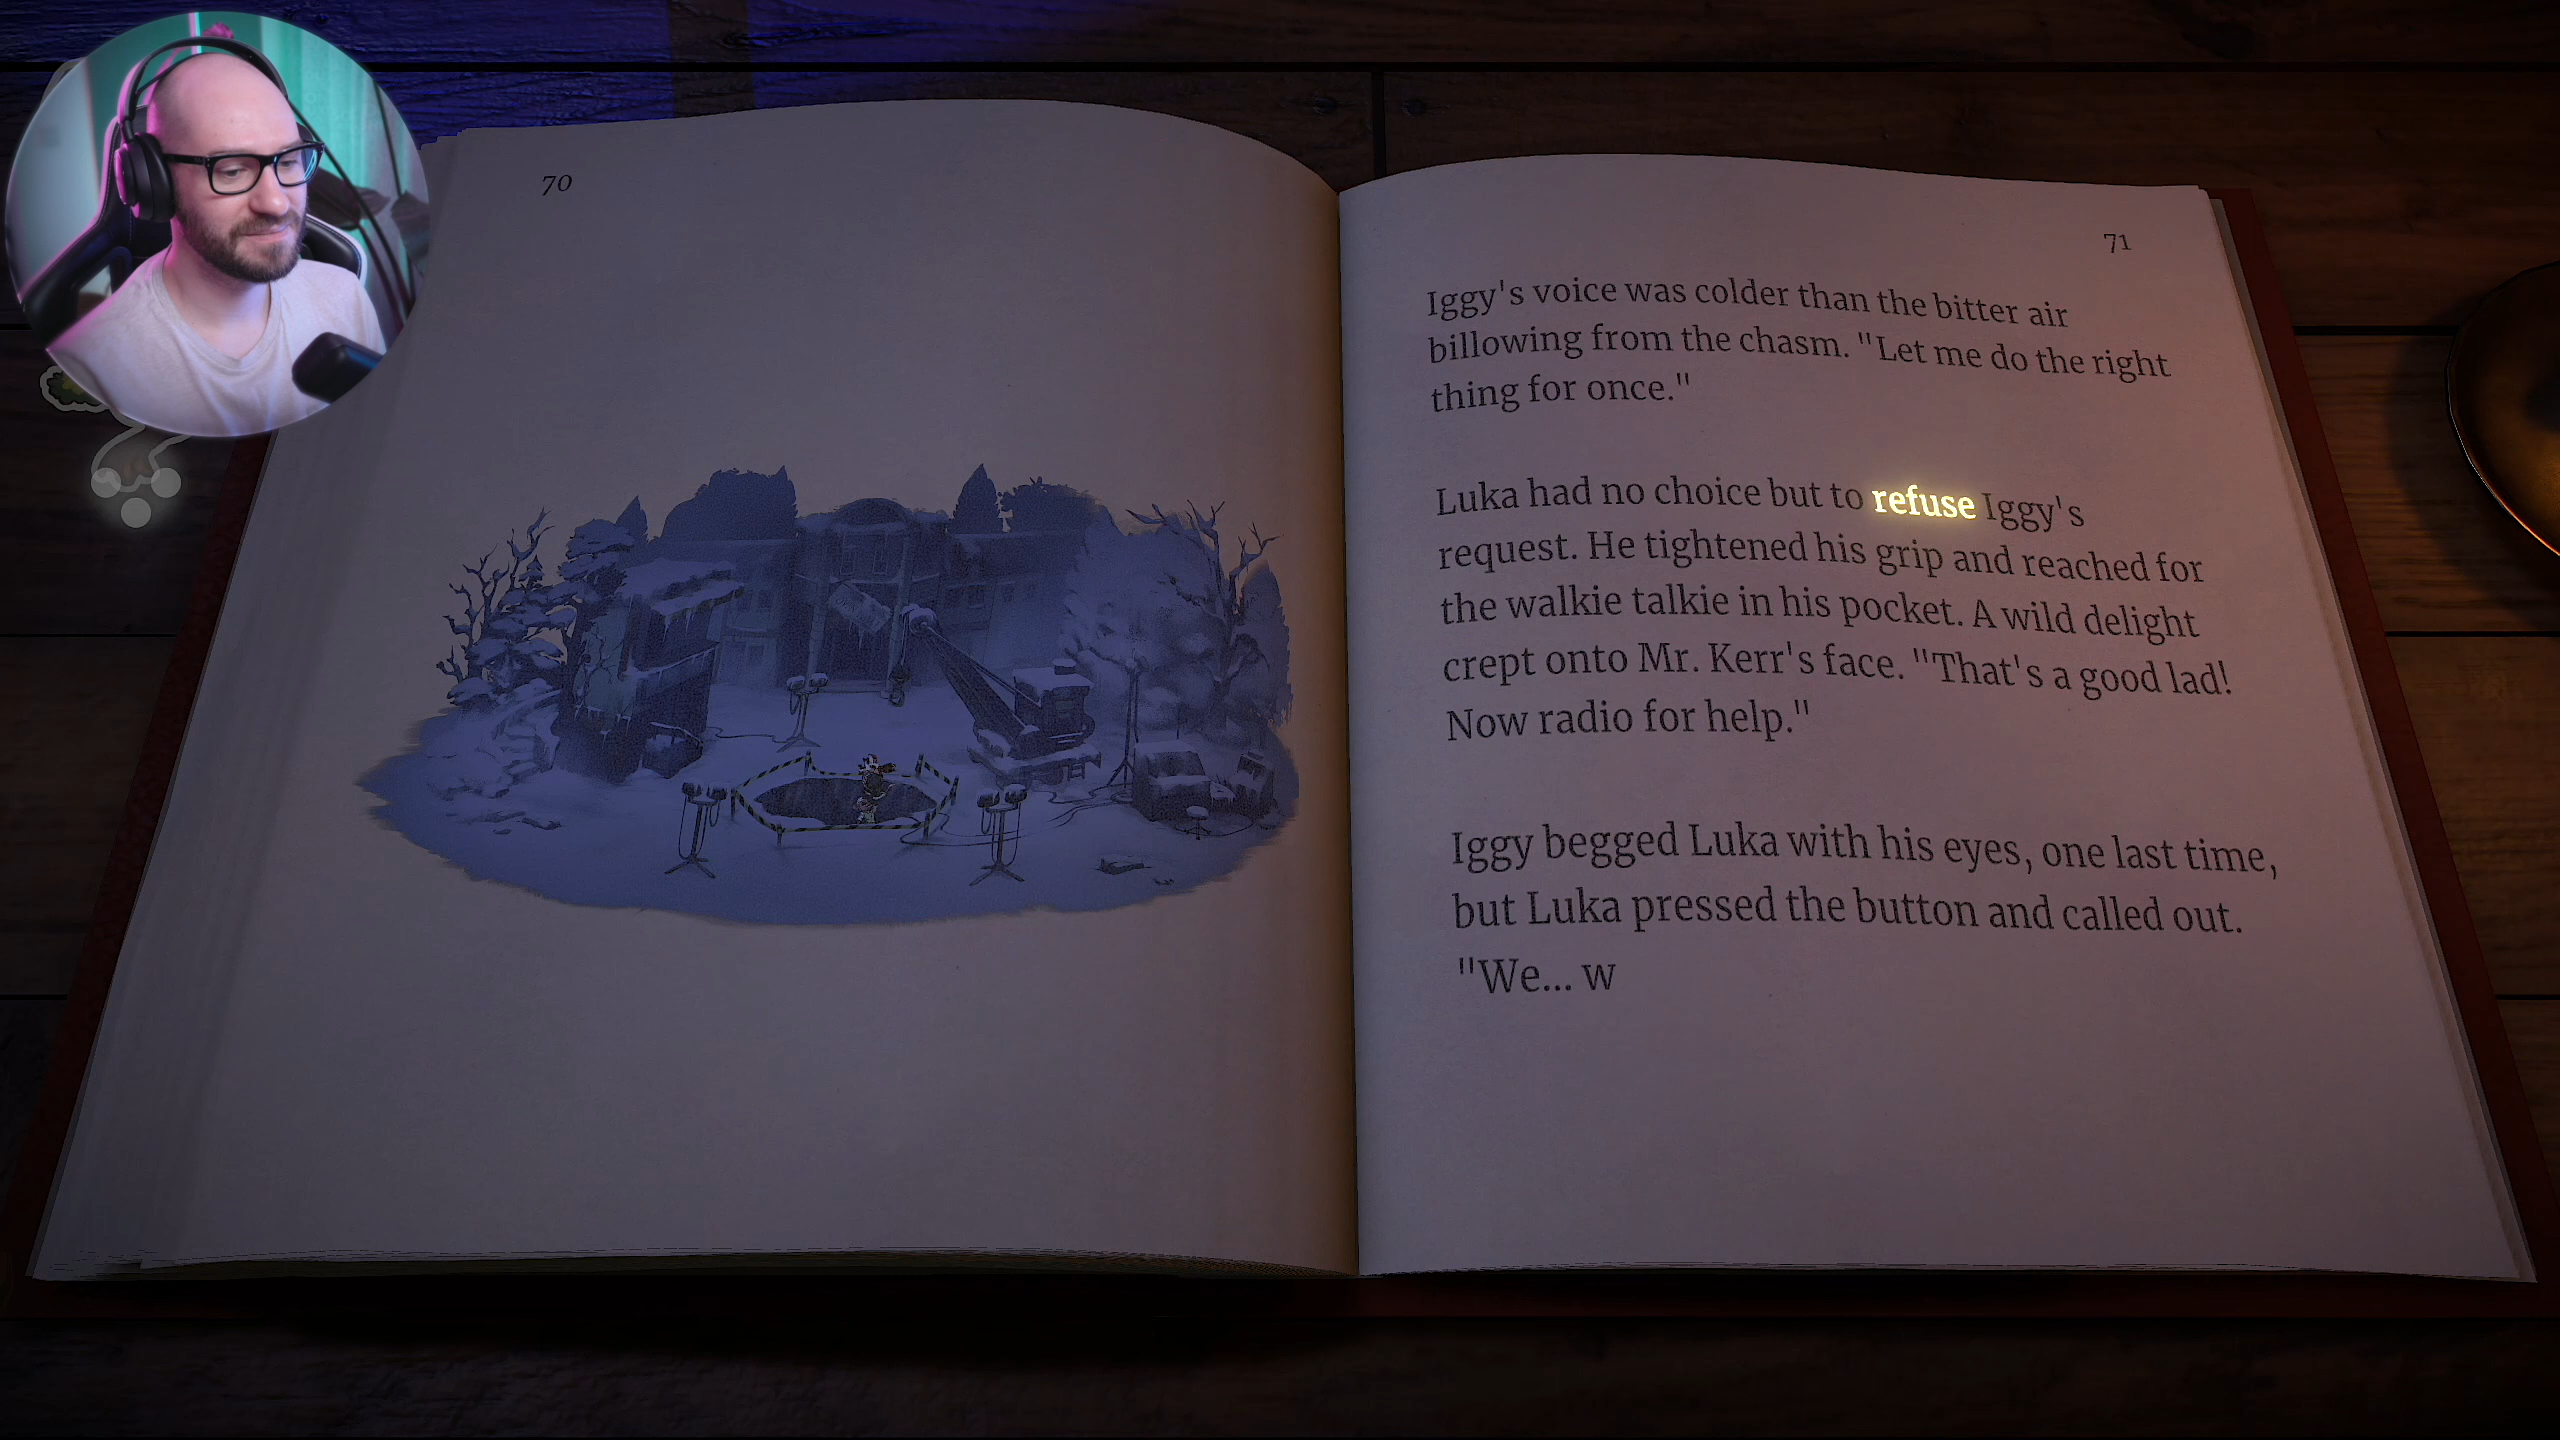 70
71
Iggy's voice was colder than the bitter air
billowing from the chasm. "Let me do the right
thing for once."
Luka had no choice but to refuse Iggy's
request. He tightened his grip and reached for
the walkie talkie in his pocket. A wild delight
crept onto Mr. Kerr's face. "That's a good lad!
Now radio for help."
Iggy begged Luka with his eyes, one last time,
but Luka pressed the button and called out.
"We... w